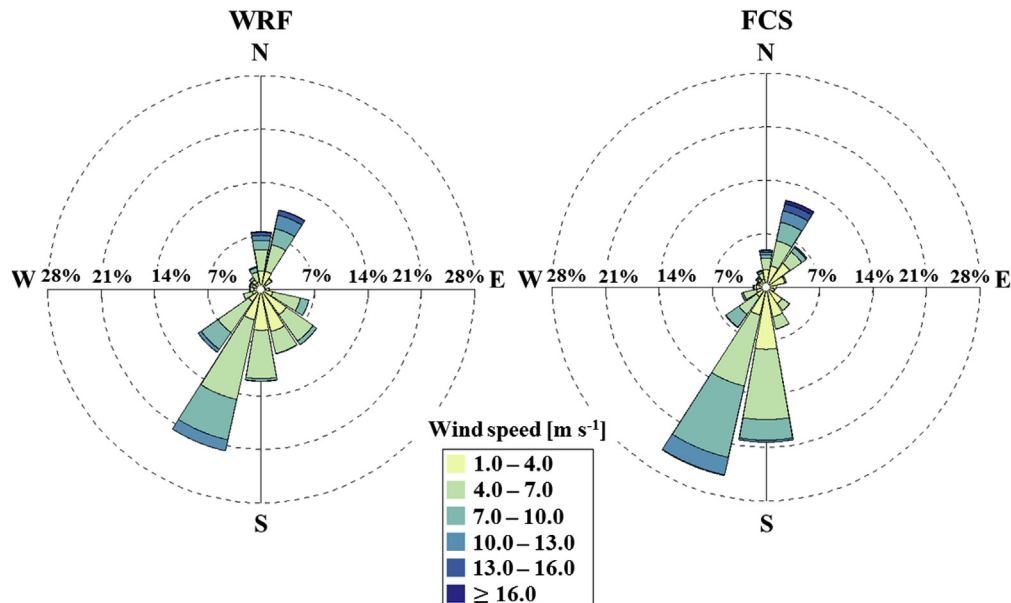 WRF
N
W 28% 21% 14% 7% 7% 14% 21% 28% E
S
FCS
N
W 28% 21% 14% 7% 7% 14% 21% 28% E
S
Wind speed [m s⁻¹]
1.0 – 4.0
4.0 – 7.0
7.0 – 10.0
10.0 – 13.0
13.0 – 16.0
≥ 16.0